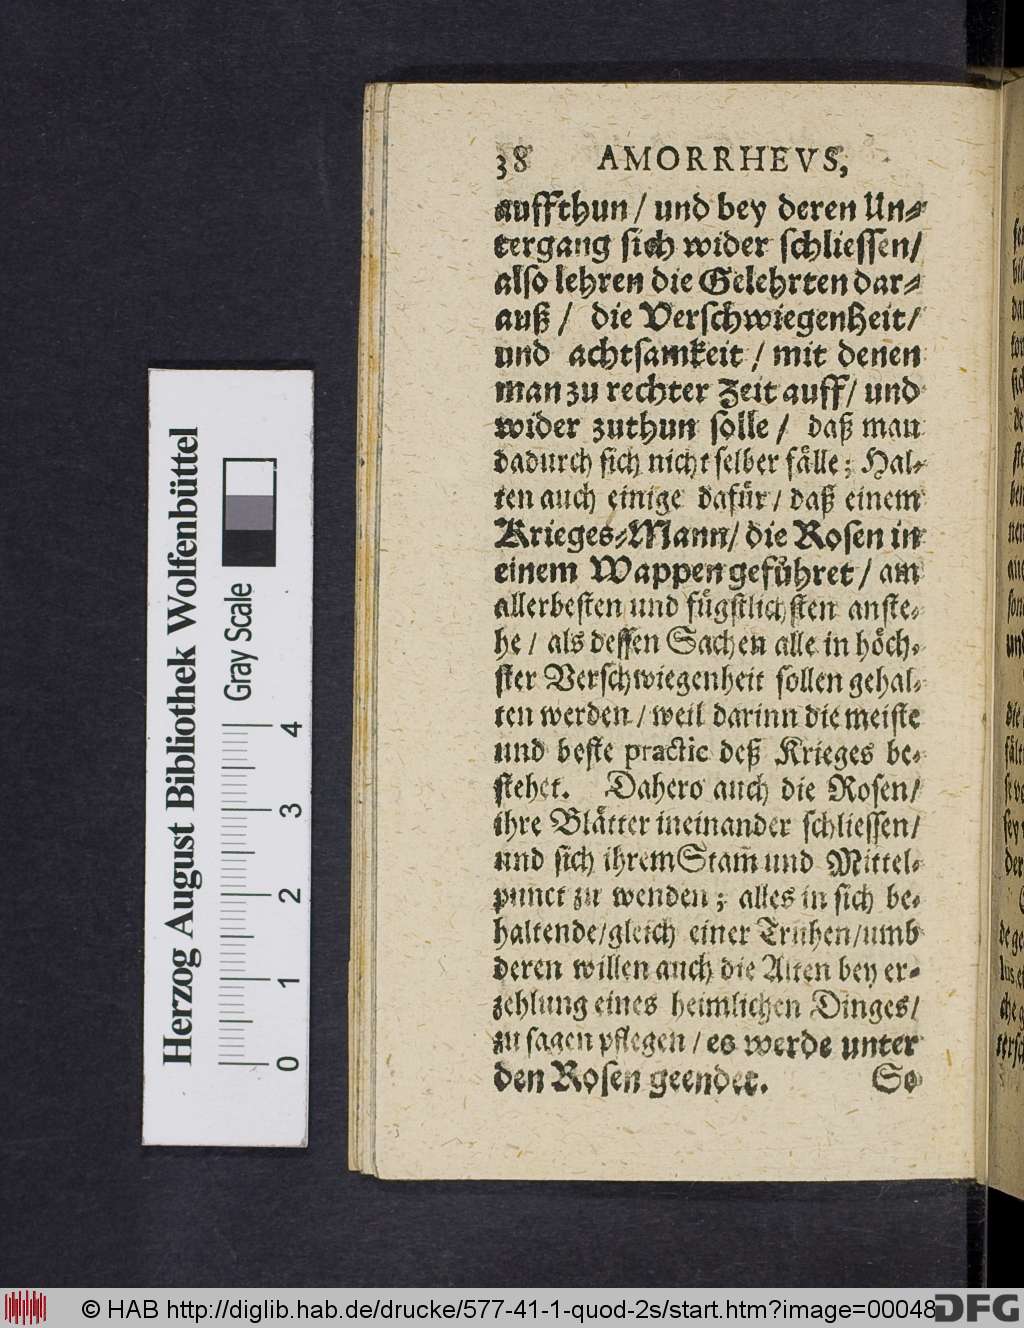 38 AMORRHEVS,
auffthun / und bey deren Un⸗
tergang sich wider schliessen/
also lehren die Gelehrten dar⸗
auß / die Verschwiegenheit/
und achtsamkeit / mit denen
man zu rechter Zeit auff/ und
wider zuthun solle / daß man
dadurch sich nicht selber fälle; Hal⸗
ten auch einige dafür / daß einem
Krieges⸗Mann/ die Rosen in
einem Wappen geführet / am
allerbesten und fügstlichsten anste⸗
he / als dessen Sachen alle in höch⸗
ster Verschwiegenheit sollen gehal⸗
ten werden / weil darinn die meiste
und beste practic deß Krieges be⸗
stehet. Dahero auch die Rosen/
ihre Blätter ineinander schliessen/
und sich ihrem Stam̃ und Mittel⸗
punct zu wenden ; alles in sich be⸗
haltende/gleich einer Truhen/umb
deren willen auch die Alten bey er⸗
zehlung eines heimlichen Dinges/
zu sagen pflegen / es werde unter
den Rosen geendet. So
Herzog August Bibliothek Wolfenbüttel
Gray Scale
0 1 2 3 4
© HAB http://diglib.hab.de/drucke/577-41-1-quod-2s/start.htm?image=00048
DFG